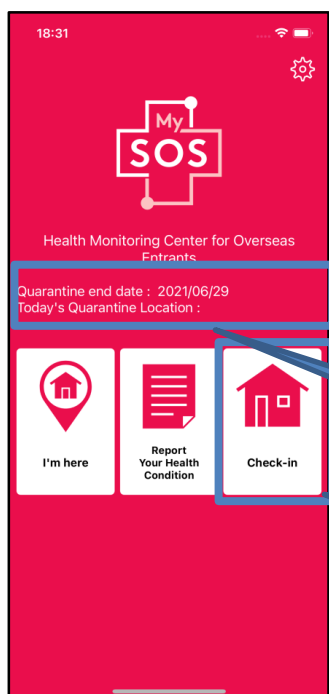 18:31
My
SOS
Health Monitoring Center for Overseas
Entrants
Quarantine end date : 2021/06/29
Today's Quarantine Location :
I'm here
Report
Your Health
Condition
Check-in